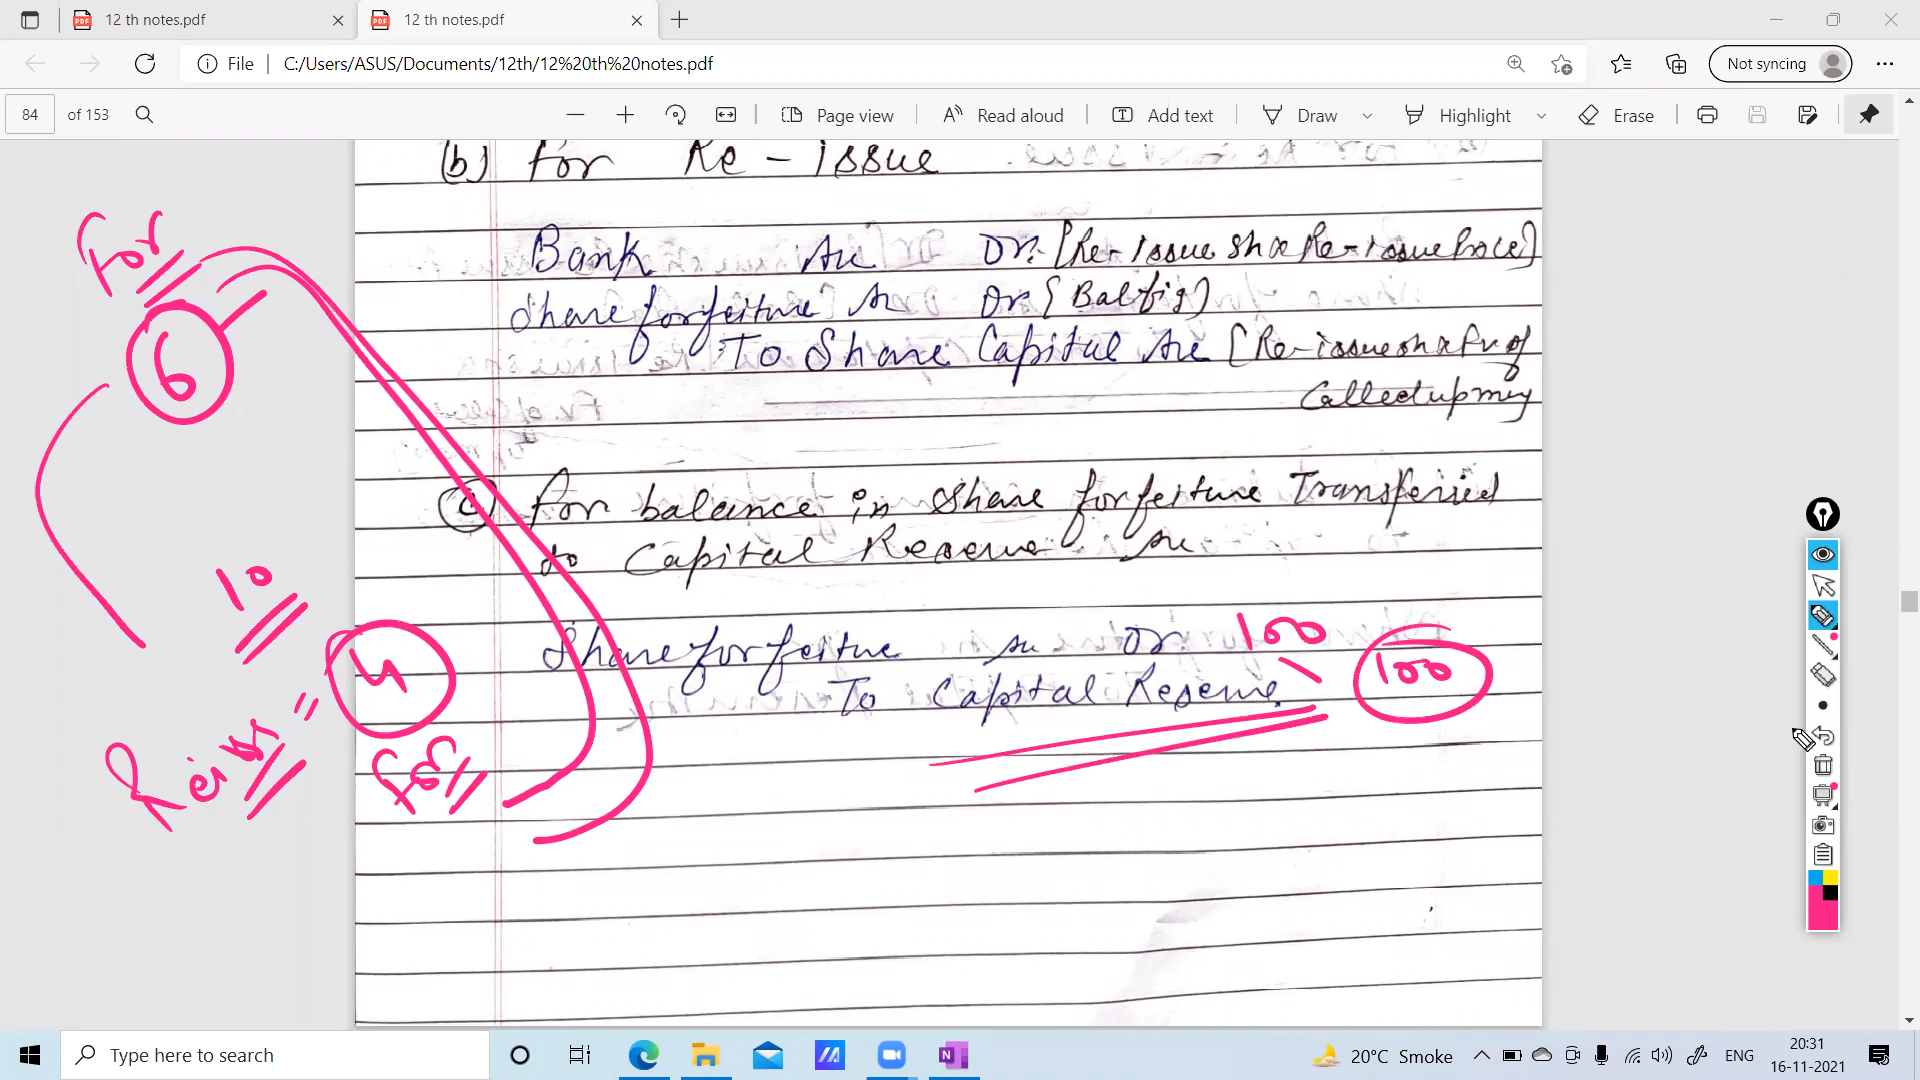 12 th notes.pdf
12 th notes.pdf
File C:/Users/ASUS/Documents/12th/12%20th%20notes.pdf
Not syncing
84 of 153
Page view
Read aloud
Add text
Draw
Highlight
Erase
(b) For Re-issue
Bank A/c Dr. [Re-issue sh x Re-issue Price]
Share forfeiture A/c Dr. [Bal fig)
To Share Capital A/c [Re-issue sh x Fv of
Called up mny
(c) For balance in Share forfeiture Transferred
to Capital Reserve A/c
Share forfeiture A/c Dr 100
To Capital Reserve. 100
For
6
10
4
For
Type here to search
20°C Smoke
ENG
20:31
16-11-2021